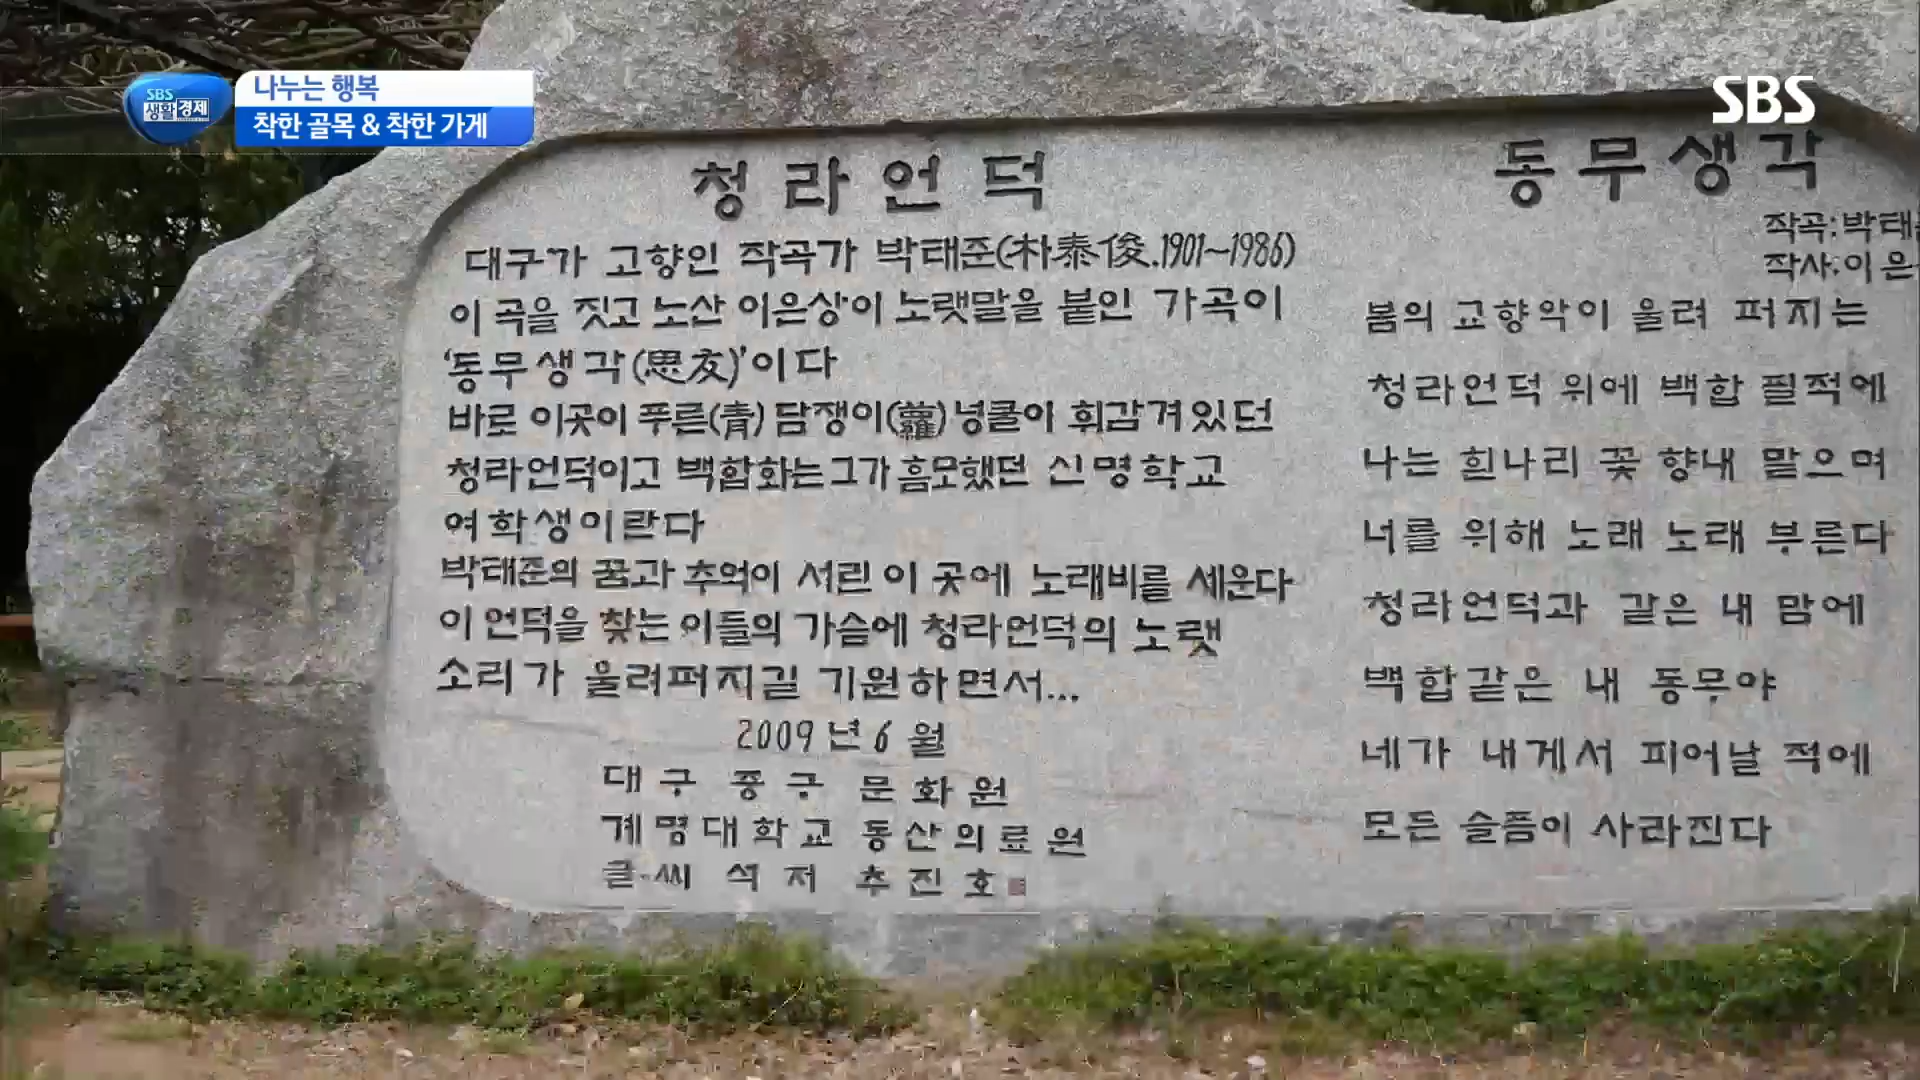 SBS
생활경제
나누는 행복
착한 골목 & 착한 가게
SBS
청라언덕
대구가 고향인 작곡가 박태준(朴泰俊.1901~1986)
이 곡을 짓고 노산 이은상이 노랫말을 붙인 가곡이
‘동무생각(思友)’이다
바로 이곳이 푸른(靑) 담쟁이(蘿)넝쿨이 휘감겨있던
청라언덕이고 백합화는그가 흠모했던 신명학교
여학생이란다
박태준의 꿈과 추억이 서린 이 곳에 노래비를 세운다
이 언덕을 찾는 이들의 가슴에 청라언덕의 노랫
소리가 울려퍼지길 기원하면서...
2009년 6월
대구 중구 문화원
계명대학교 동산의료원
글·씨 석저 추진호
동무생각
작곡:박태
작사:이은
봄의 교향악이 울려 퍼지는
청라언덕 위에 백합 필적에
나는 흰나리 꽃 향내 맡으며
너를 위해 노래 노래 부른다
청라언덕과 같은 내 맘에
백합같은 내 동무야
네가 내게서 피어날 적에
모든 슬픔이 사라진다